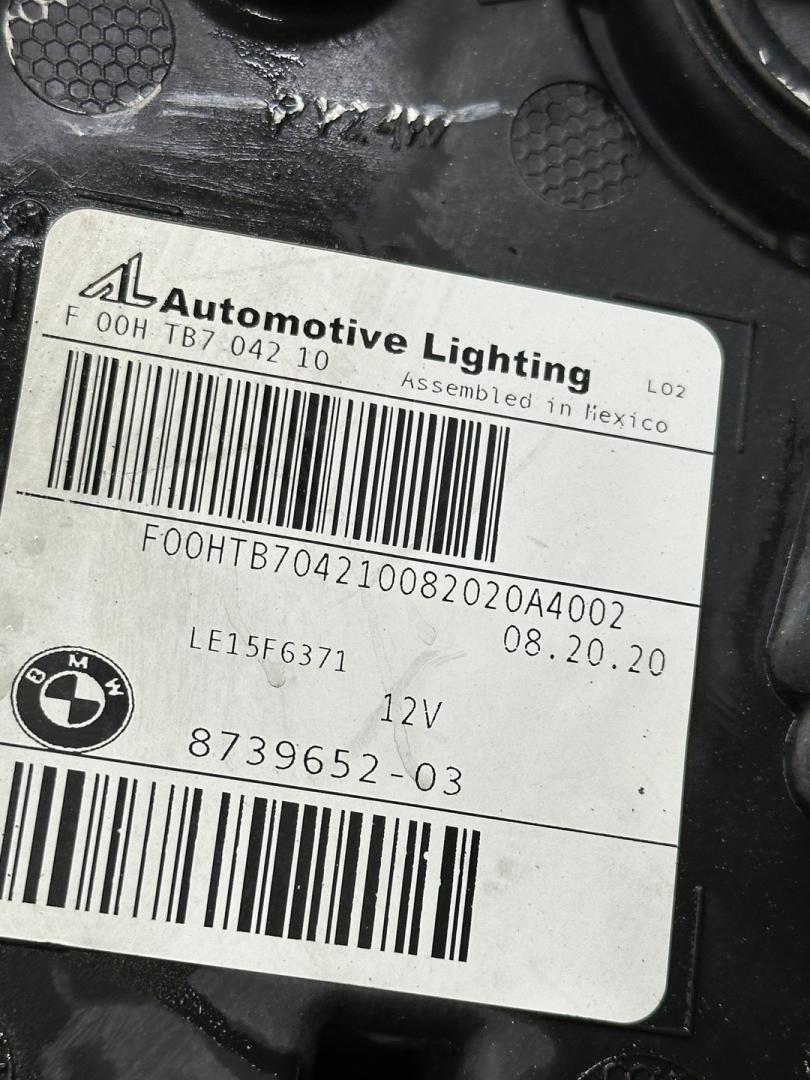 PY24W
Automotive Lighting
F 00H TB7 042 10
L02
Assembled in Mexico
F00HTB704210082020A4002
08.20.20
LE15F6371
12V
BMW
8739652-03